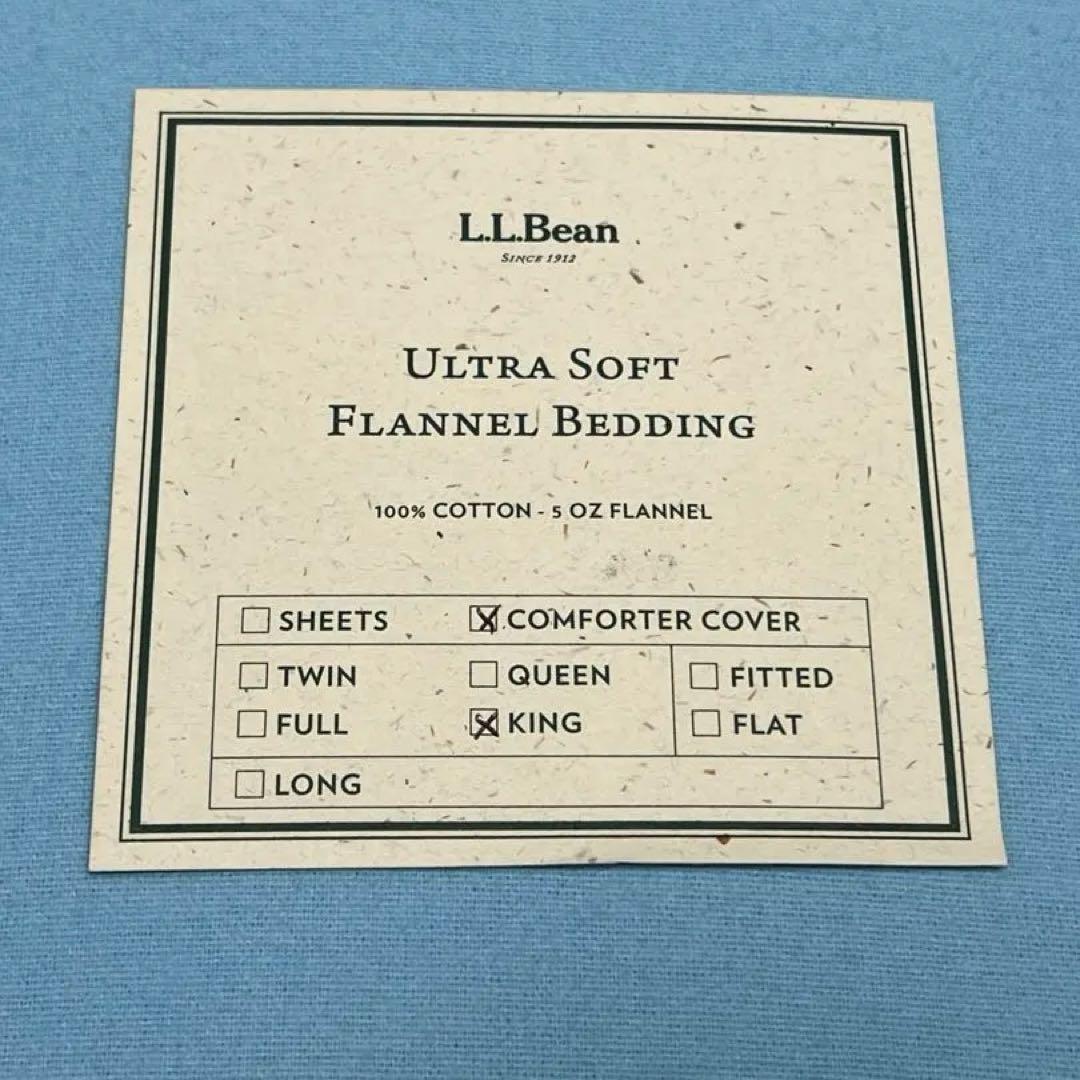 L.L.Bean
SINCE 1912
ULTRA SOFT
FLANNEL BEDDING
100% COTTON - 5 OZ FLANNEL
☐ SHEETS ☒ COMFORTER COVER
☐ TWIN ☐ QUEEN ☐ FITTED
☐ FULL ☒ KING ☐ FLAT
☐ LONG